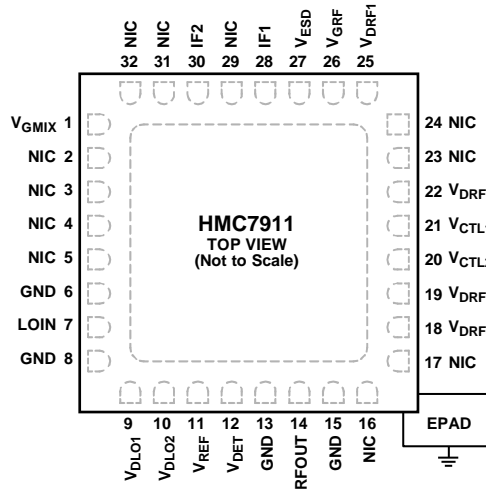 32 NIC
31 NIC
30 IF2
29 NIC
28 IF1
27 VESD
26 VGRF
25 VDRF1
VGMIX 1
NIC 2
NIC 3
NIC 4
NIC 5
GND 6
LOIN 7
GND 8
HMC7911
TOP VIEW
(Not to Scale)
24 NIC
23 NIC
22 VDRF
21 VCTL
20 VCTL
19 VDRF
18 VDRF
17 NIC
9 VDLO1
10 VDLO2
11 VREF
12 VDET
13 GND
14 RFOUT
15 GND
16 NIC
EPAD